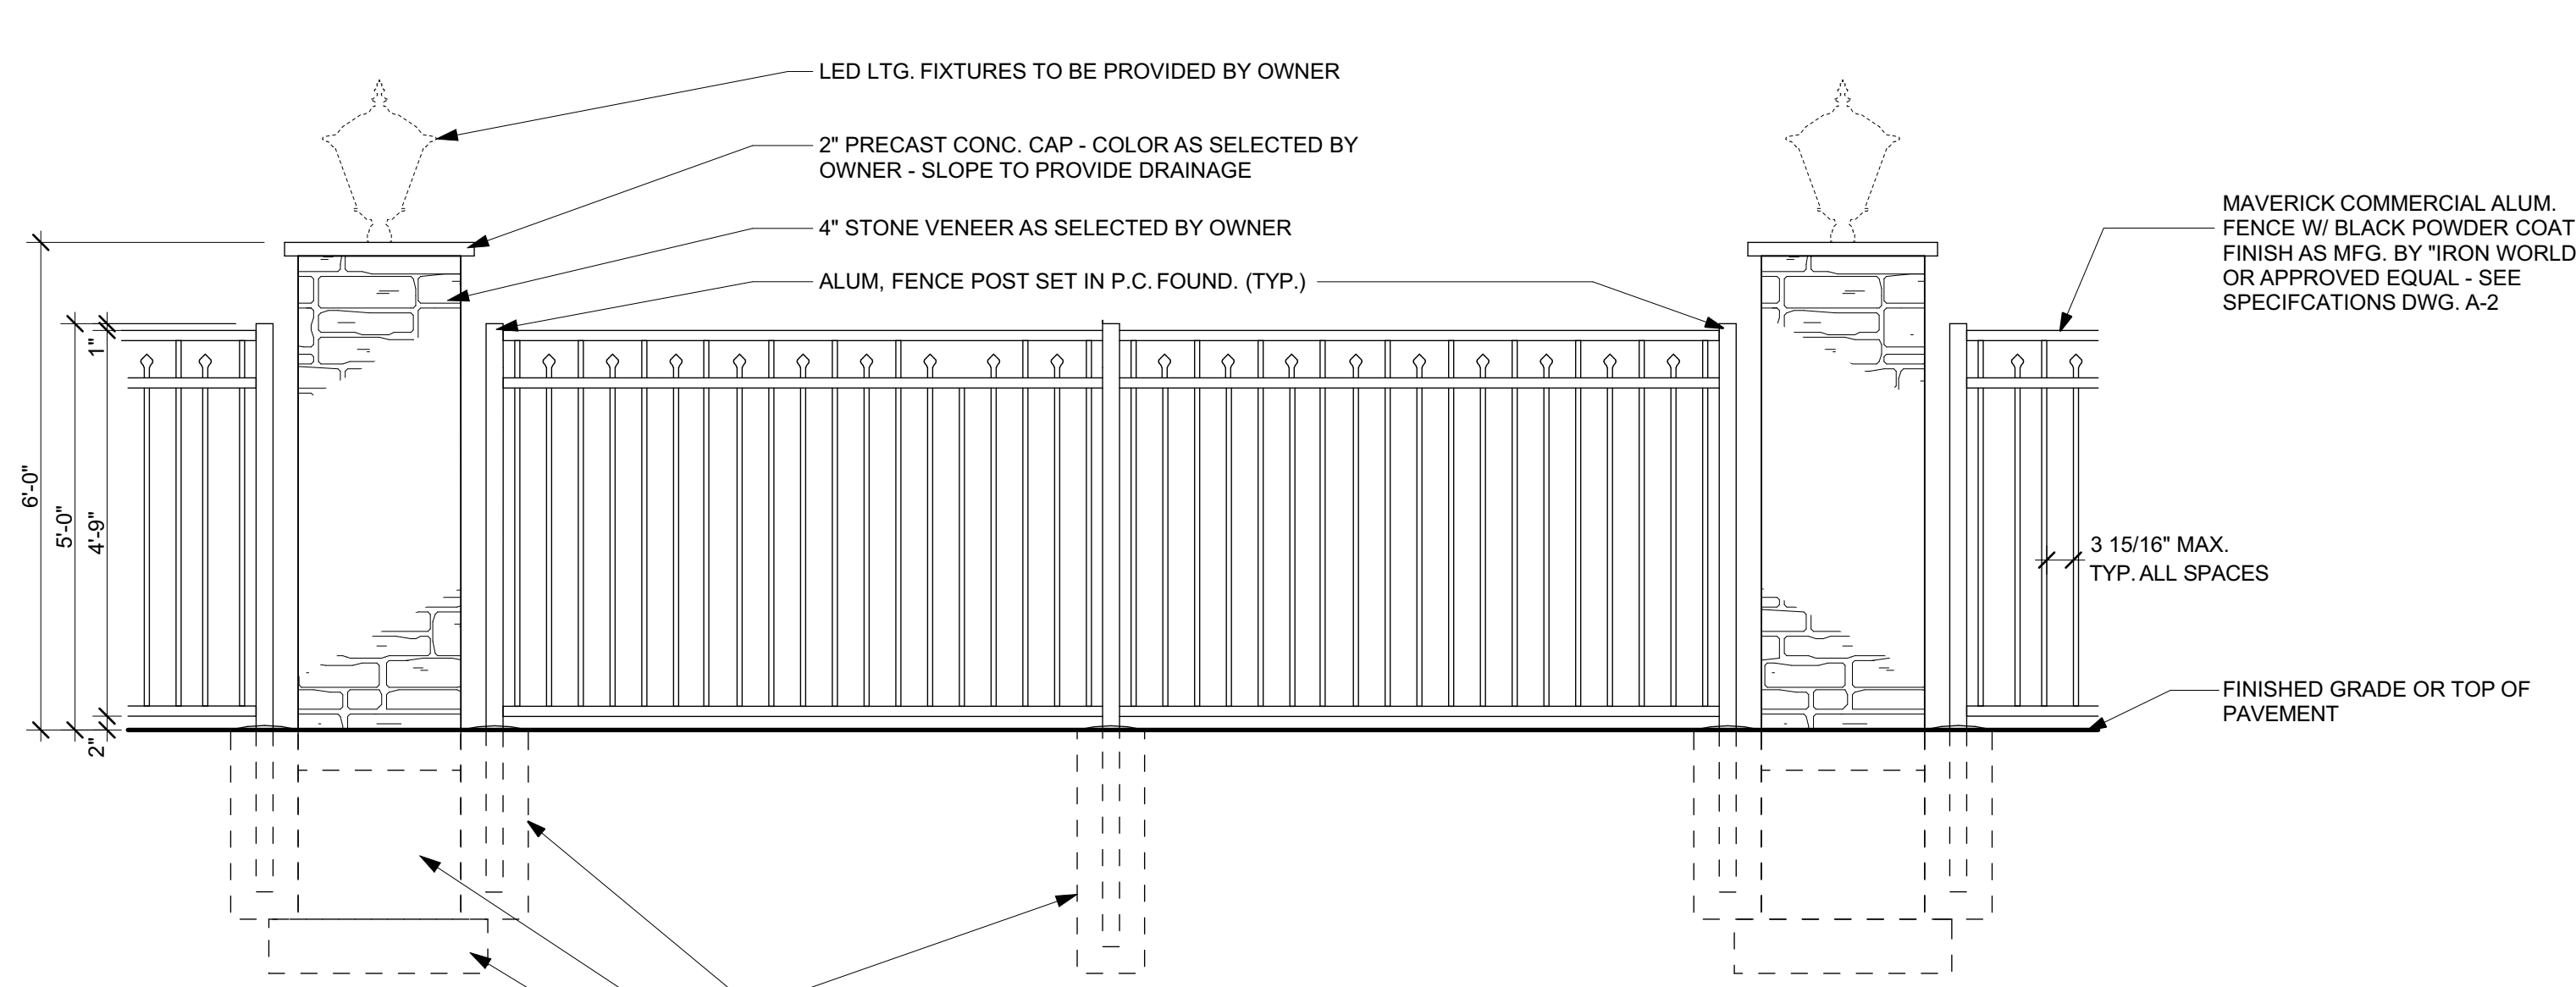 LED LTG. FIXTURES TO BE PROVIDED BY OWNER
2" PRECAST CONC. CAP - COLOR AS SELECTED BY
OWNER - SLOPE TO PROVIDE DRAINAGE
4" STONE VENEER AS SELECTED BY OWNER
ALUM, FENCE POST SET IN P.C. FOUND. (TYP.)
MAVERICK COMMERCIAL ALUM.
FENCE W/ BLACK POWDER COAT
FINISH AS MFG. BY "IRON WORLD
OR APPROVED EQUAL - SEE
SPECIFCATIONS DWG. A-2
6'-0"
5'-0"
1"
4'-9"
2"
3 15/16" MAX.
TYP. ALL SPACES
FINISHED GRADE OR TOP OF
PAVEMENT